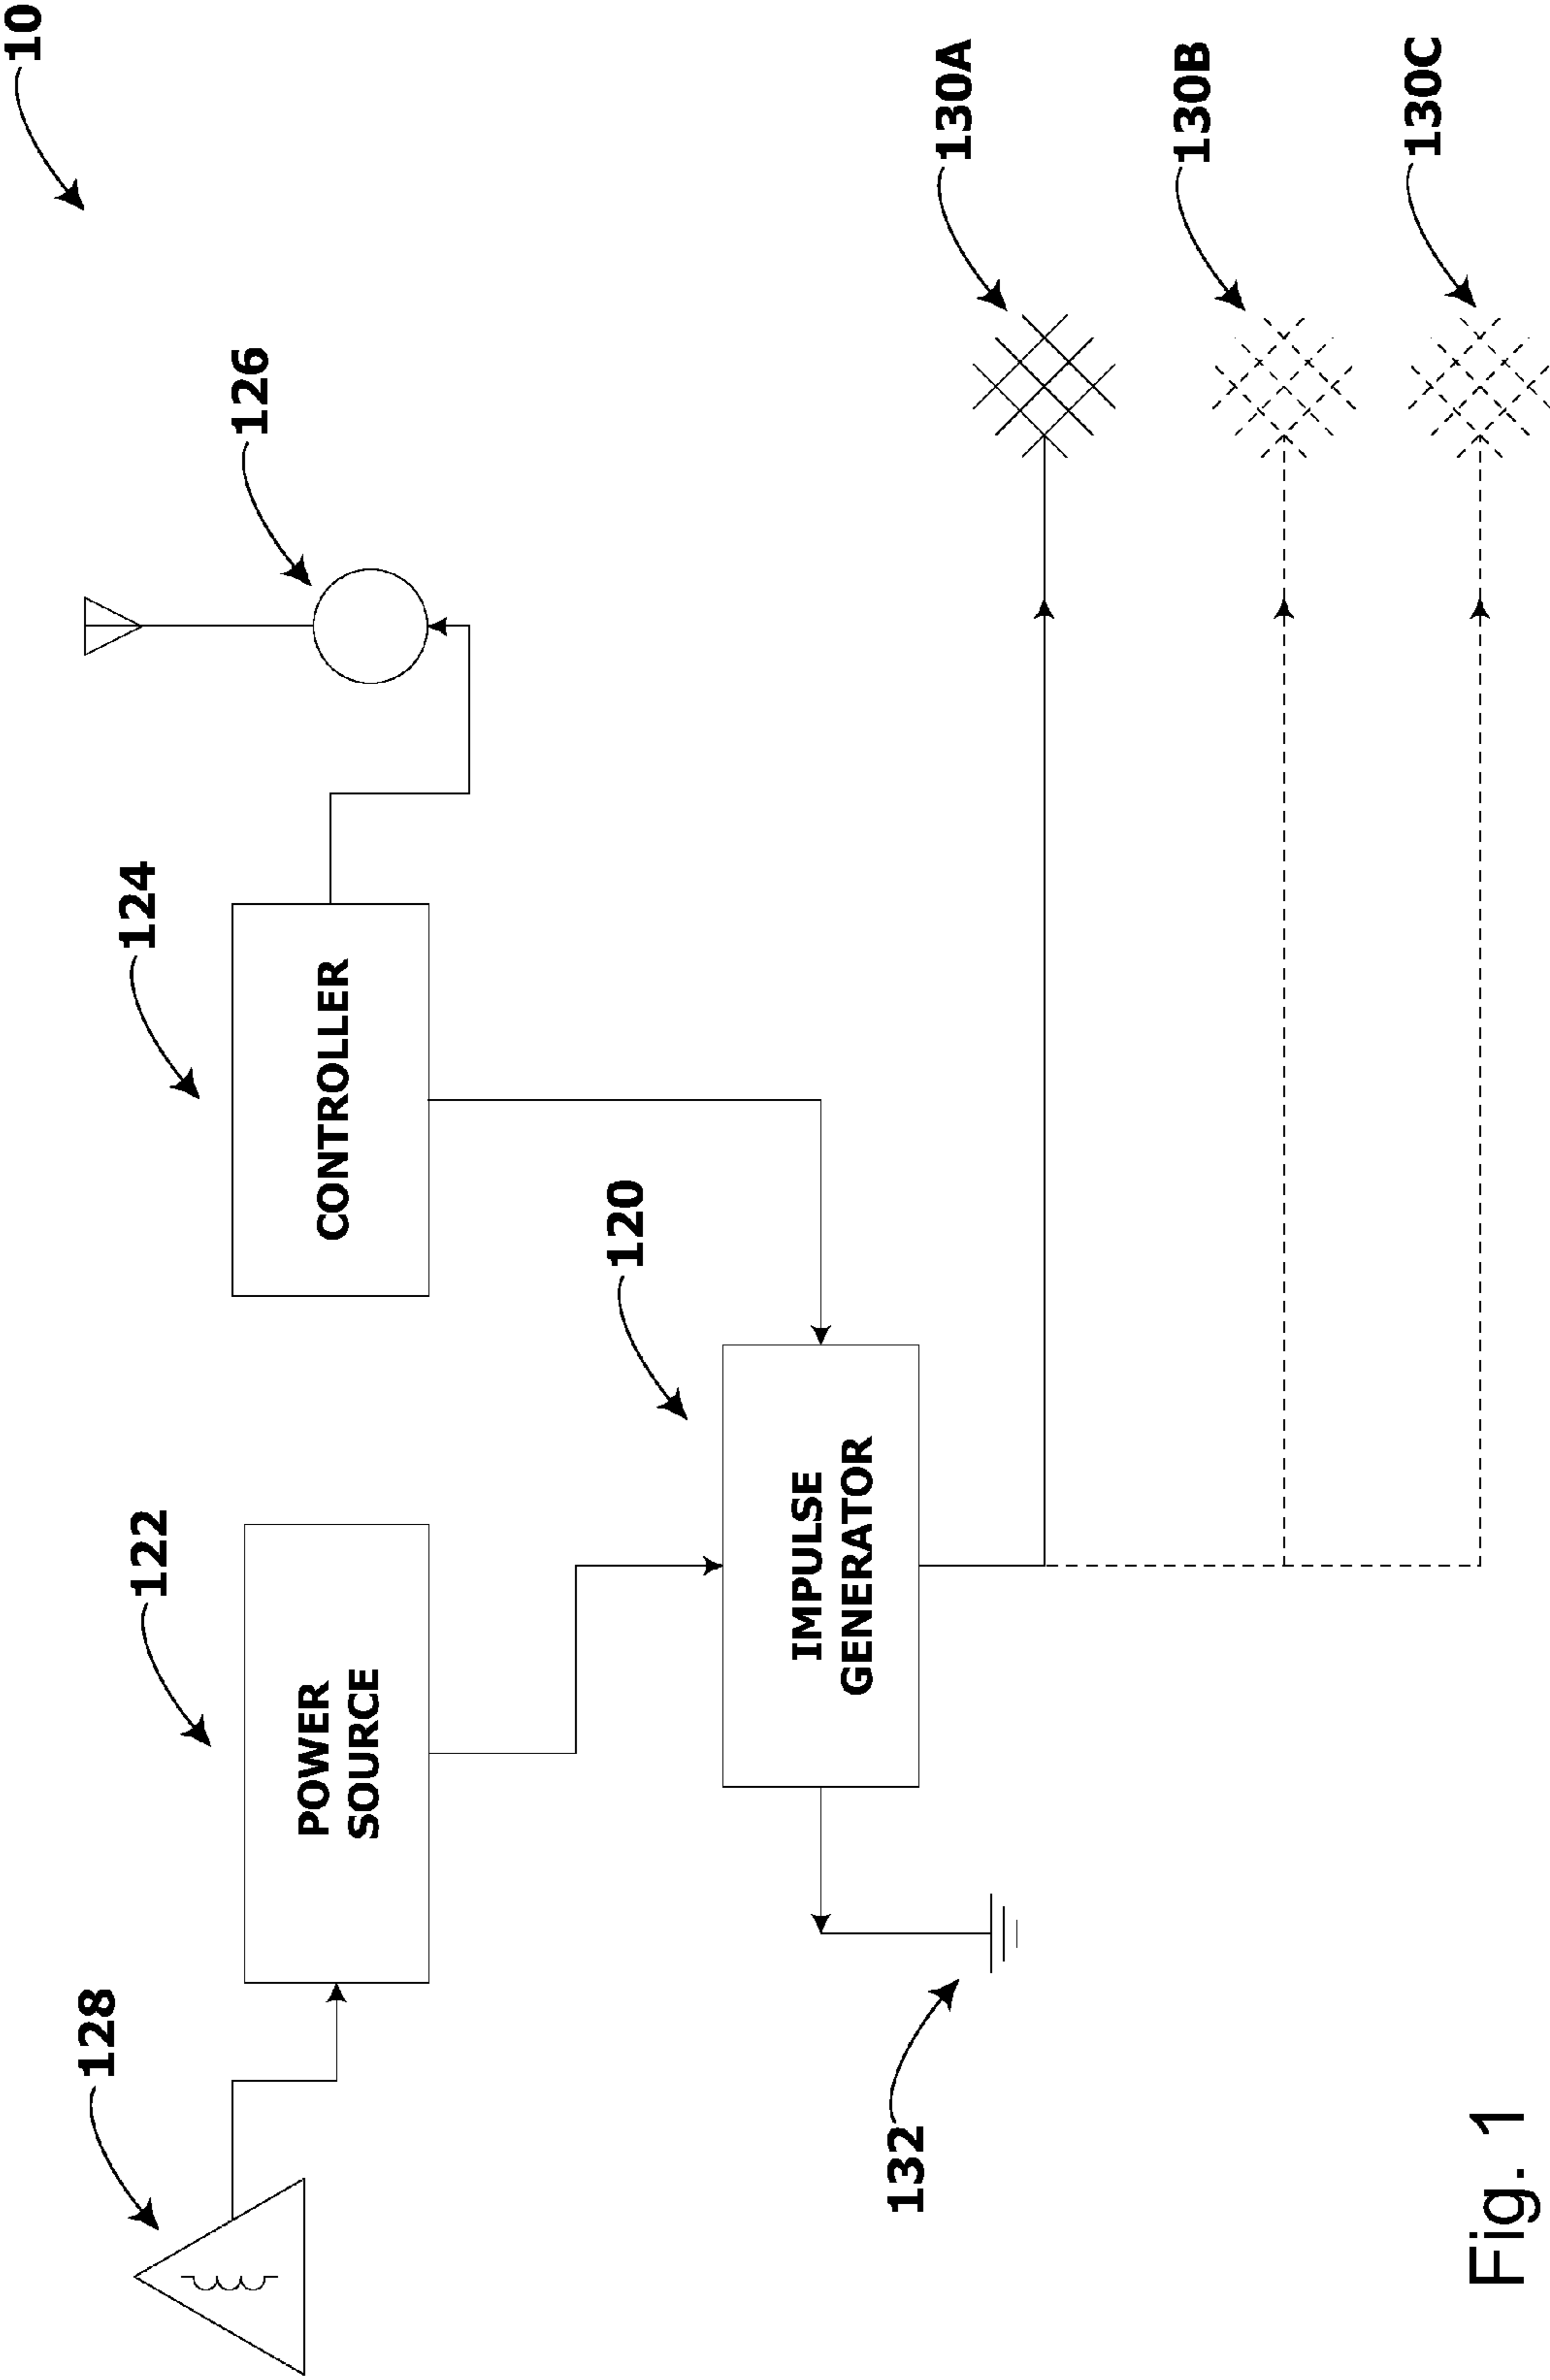 10
128
122
124
126
POWER
SOURCE
CONTROLLER
120
132
IMPULSE
GENERATOR
130A
130B
130C
Fig. 1